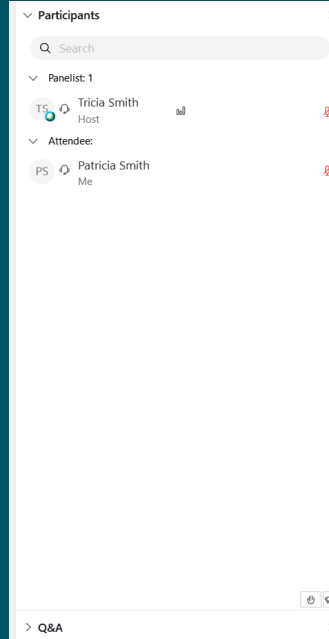 Participants
Search
Panelist: 1
TS
Tricia Smith
Host
Attendee:
PS
Patricia Smith
Me
Q&A